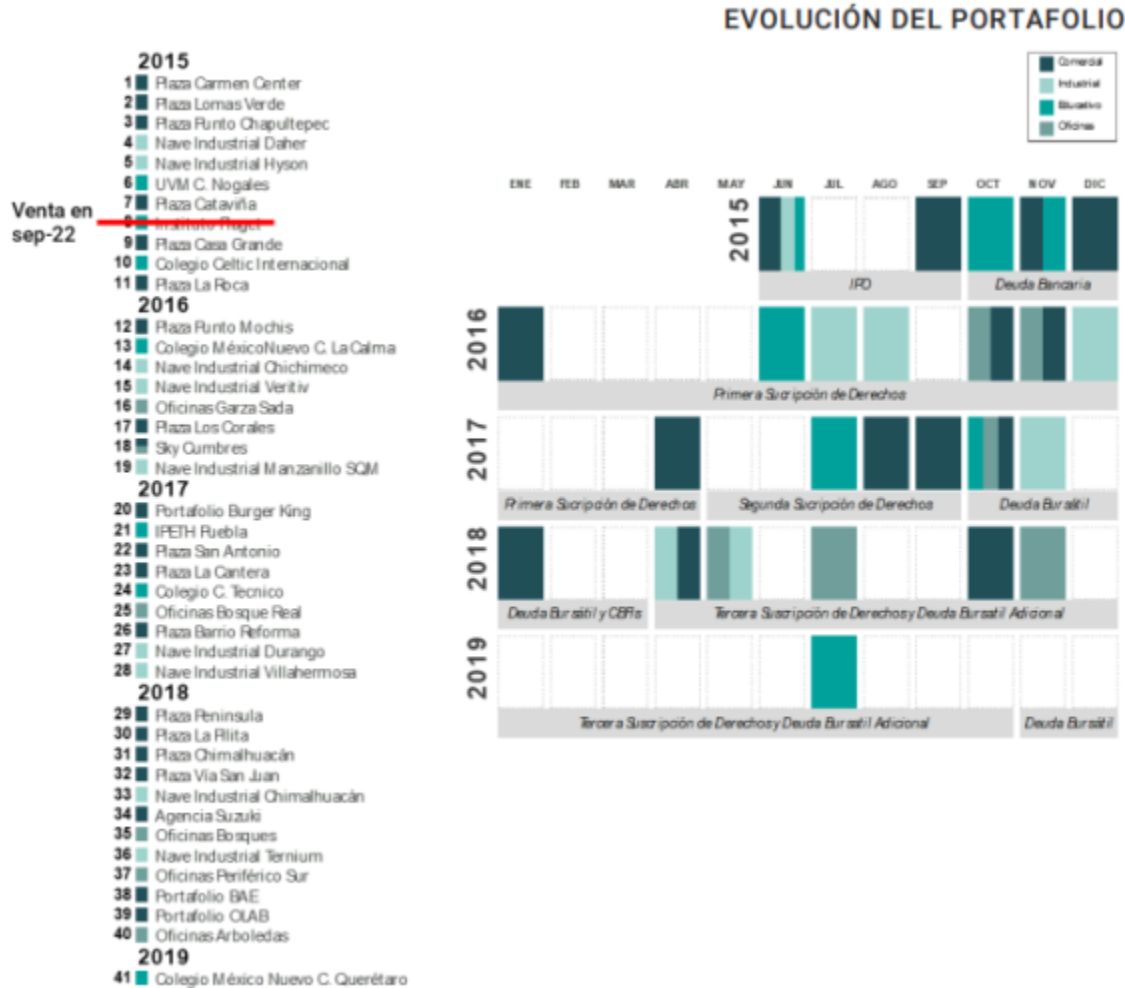 EVOLUCIÓN DEL PORTAFOLIO
Comercial
Industrial
Educativo
Oficinas
2015
1 Plaza Carmen Center
2 Plaza Lomas Verde
3 Plaza Punto Chapultepec
4 Nave Industrial Daher
5 Nave Industrial Hyson
6 UVM C. Nogales
7 Plaza Cataviña
8 Instituto Piaget
Venta en
sep-22
9 Plaza Casa Grande
10 Colegio Celtic Internacional
11 Plaza La Roca
2016
12 Plaza Punto Mochis
13 Colegio MéxicoNuevo C. La Calma
14 Nave Industrial Chichimeco
15 Nave Industrial Veritiv
16 Oficinas Garza Sada
17 Plaza Los Corales
18 Sky Cumbres
19 Nave Industrial Manzanillo SQM
2017
20 Portafolio Burger King
21 IPETH Puebla
22 Plaza San Antonio
23 Plaza La Cantera
24 Colegio C. Tecnico
25 Oficinas Bosque Real
26 Plaza Barrio Reforma
27 Nave Industrial Durango
28 Nave Industrial Villahermosa
2018
29 Plaza Peninsula
30 Plaza La Pilita
31 Plaza Chimalhuacán
32 Plaza Vía San Juan
33 Nave Industrial Chimalhuacán
34 Agencia Suzuki
35 Oficinas Bosques
36 Nave Industrial Ternium
37 Oficinas Periférico Sur
38 Portafolio BAE
39 Portafolio OLAB
40 Oficinas Arboledas
2019
41 Colegio México Nuevo C. Querétaro
ENE FEB MAR ABR MAY JUN JUL AGO SEP OCT NOV DIC
2015
IPO Deuda Bancaria
2016
Primera Sucripción de Derechos
2017
Primera Sucripción de Derechos Segunda Sucripción de Derechos Deuda Bursátil
2018
Deuda Bursátil y CBFIs Tercera Suscripción de Derechos y Deuda Bursatil Adicional
2019
Tercera Suscripción de Derechos y Deuda Bursatil Adicional Deuda Bursátil